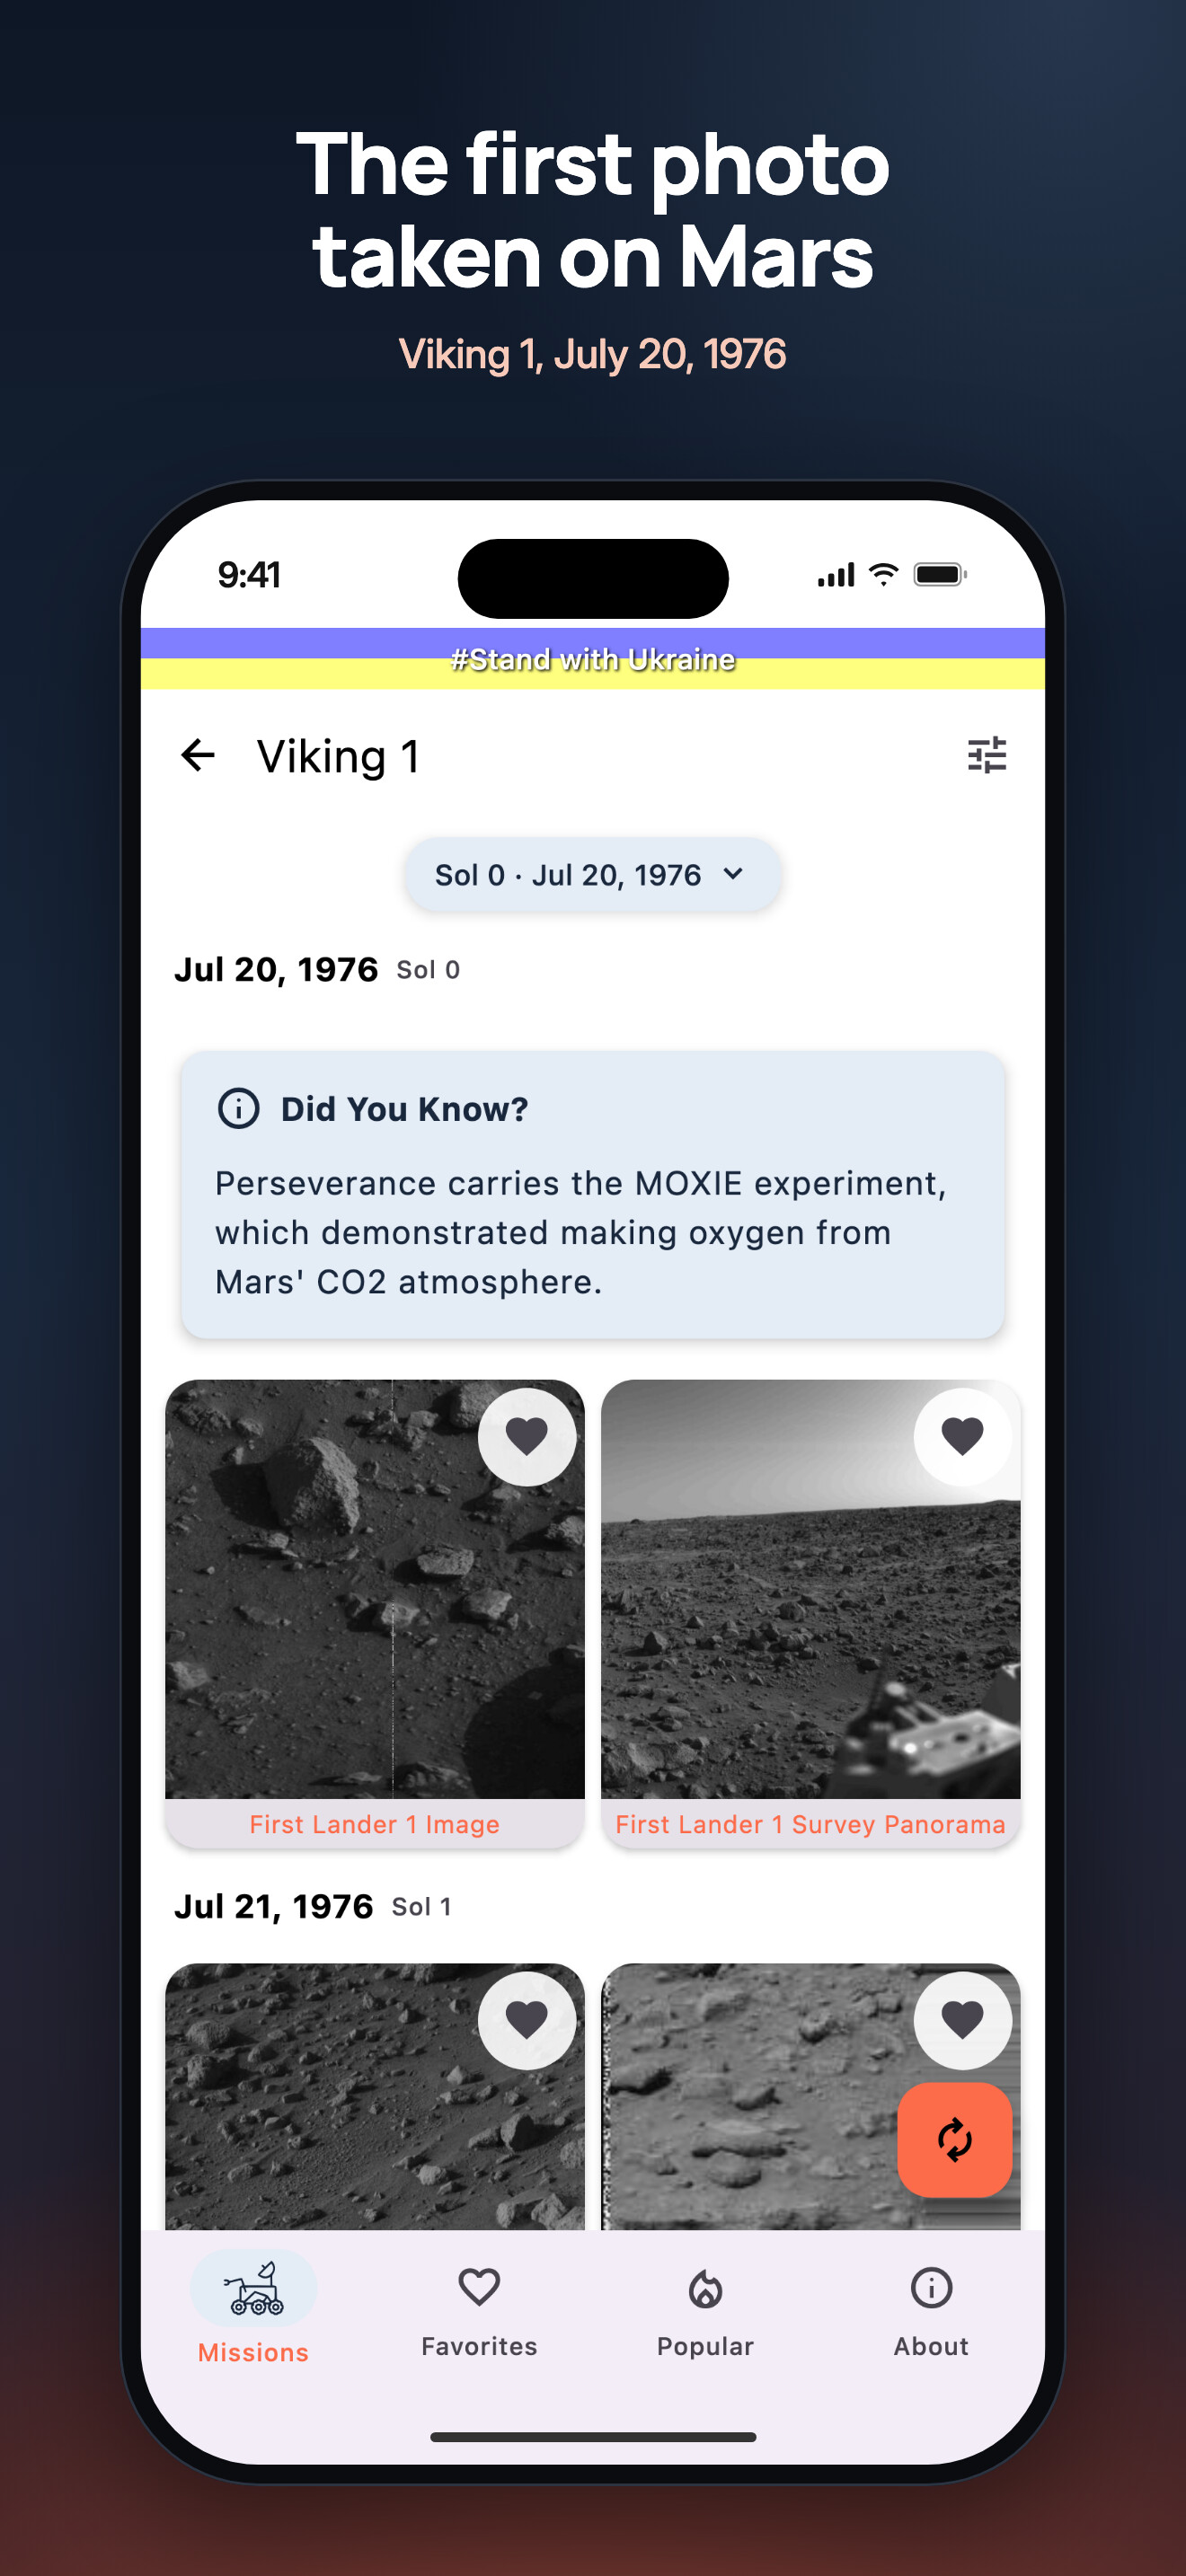 The first photo
taken on Mars
Viking 1, July 20, 1976
9:41
#Stand with Ukraine
Viking 1
Sol 0 · Jul 20, 1976
Jul 20, 1976 Sol 0
Did You Know?
Perseverance carries the MOXIE experiment,
which demonstrated making oxygen from
Mars' CO2 atmosphere.
First Lander 1 Image
First Lander 1 Survey Panorama
Jul 21, 1976 Sol 1
Missions
Favorites
Popular
About